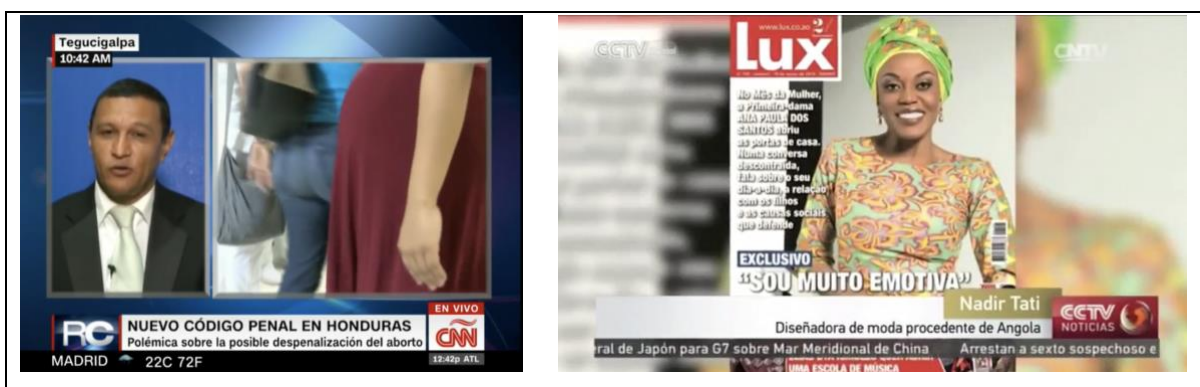 Tegucigalpa
10:42 AM
EN VIVO
RC
NUEVO CÓDIGO PENAL EN HONDURAS
Polémica sobre la posible despenalización del aborto
CNN
MADRID 22C 72F
12:42p ATL
CCTV
CNTV
www.lux.co.ao
Lux
No Mês da Mulher,
a Primeira-dama
ANA PAULA DOS
SANTOS abriu
as portas de casa.
Numa conversa
descontraída,
fala sobre o seu
dia-a-dia, a relação
com os filhos
e as causas sociais
que defende
EXCLUSIVO
"SOU MUITO EMOTIVA"
Nadir Tati
Diseñadora de moda procedente de Angola
CCTV
NOTICIAS
ral de Japón para G7 sobre Mar Meridional de China Arrestan a sexto sospechoso e
UMA ESCOLA DE MÚSICA